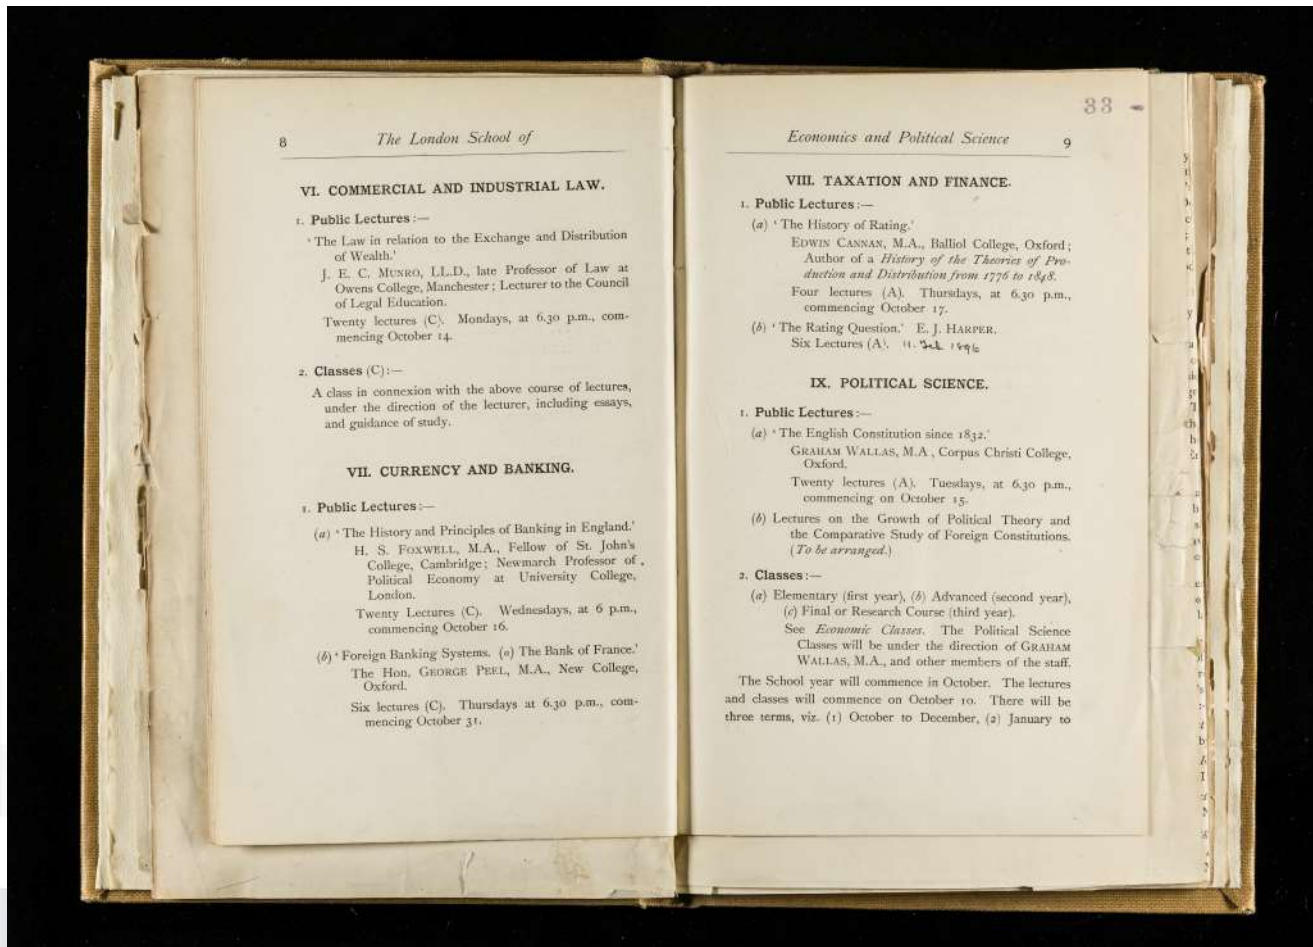 8 The London School of
VI. COMMERCIAL AND INDUSTRIAL LAW.
1. Public Lectures :—
‘ The Law in relation to the Exchange and Distribution
of Wealth.’
J. E. C. MUNRO, LL.D., late Professor of Law at
Owens College, Manchester ; Lecturer to the Council
of Legal Education.
Twenty lectures (C). Mondays, at 6.30 p.m., com-
mencing October 14.
2. Classes (C) :—
A class in connexion with the above course of lectures,
under the direction of the lecturer, including essays,
and guidance of study.
VII. CURRENCY AND BANKING.
1. Public Lectures :—
(a) ‘ The History and Principles of Banking in England.’
H. S. FOXWELL, M.A., Fellow of St. John’s
College, Cambridge ; Newmarch Professor of
Political Economy at University College,
London.
Twenty Lectures (C). Wednesdays, at 6 p.m.,
commencing October 16.
(b) ‘ Foreign Banking Systems. (a) The Bank of France.’
The Hon. GEORGE PEEL, M.A., New College,
Oxford.
Six lectures (C). Thursdays at 6.30 p.m., com-
mencing October 31.
33
Economics and Political Science 9
VIII. TAXATION AND FINANCE.
1. Public Lectures :—
(a) ‘ The History of Rating.’
EDWIN CANNAN, M.A., Balliol College, Oxford ;
Author of a History of the Theories of Pro-
duction and Distribution from 1776 to 1848.
Four lectures (A). Thursdays, at 6.30 p.m.,
commencing October 17.
(b) ‘ The Rating Question.’ E. J. HARPER.
Six Lectures (A). 11. Feb 1896
IX. POLITICAL SCIENCE.
1. Public Lectures :—
(a) ‘ The English Constitution since 1832.’
GRAHAM WALLAS, M.A , Corpus Christi College,
Oxford.
Twenty lectures (A). Tuesdays, at 6.30 p.m.,
commencing on October 15.
(b) Lectures on the Growth of Political Theory and
the Comparative Study of Foreign Constitutions.
(To be arranged.)
2. Classes :—
(a) Elementary (first year), (b) Advanced (second year),
(c) Final or Research Course (third year).
See Economic Classes. The Political Science
Classes will be under the direction of GRAHAM
WALLAS, M.A., and other members of the staff.
The School year will commence in October. The lectures
and classes will commence on October 10. There will be
three terms, viz. (1) October to December, (2) January to